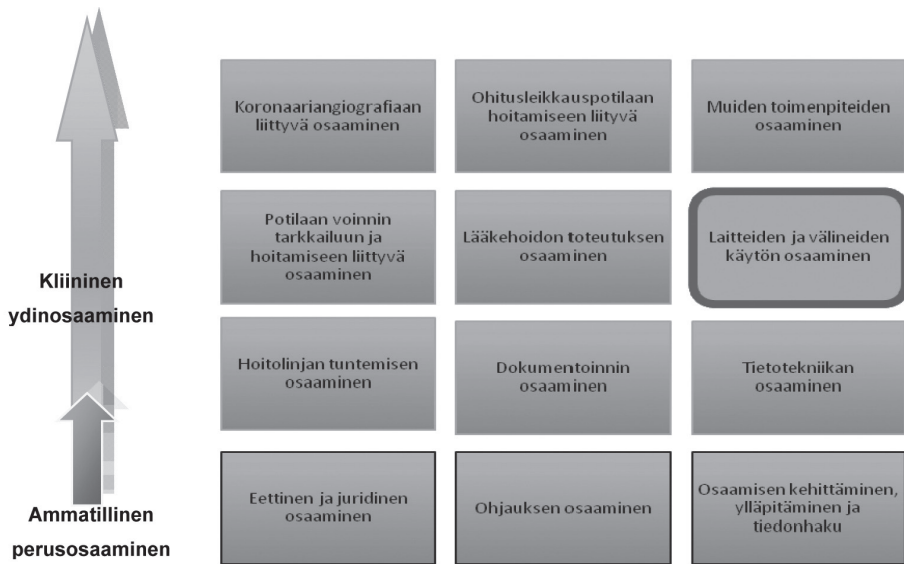 Koronaariangiografiaan
liittyvä osaaminen
Ohitusleikkauspotilaan
hoitamiseen liityvä
osaaminen
Muiden toimenpiteiden
osaaminen
Potilaan voinnin
tarkkailuun ja
hoitamiseen liittyvä
osaaminen
Lääkehoidon toteutuksen
osaaminen
Laitteiden ja välineiden
käytön osaaminen
Kliininen
ydinosaaminen
Hoitolinjan tuntemisen
osaaminen
Dokumentoinnin
osaaminen
Tietotekniikan
osaaminen
Ammatillinen
perusosaaminen
Eettinen ja juridinen
osaaminen
Ohjauksen osaaminen
Osaamisen kehittäminen,
ylläpitäminen ja
tiedonhaku